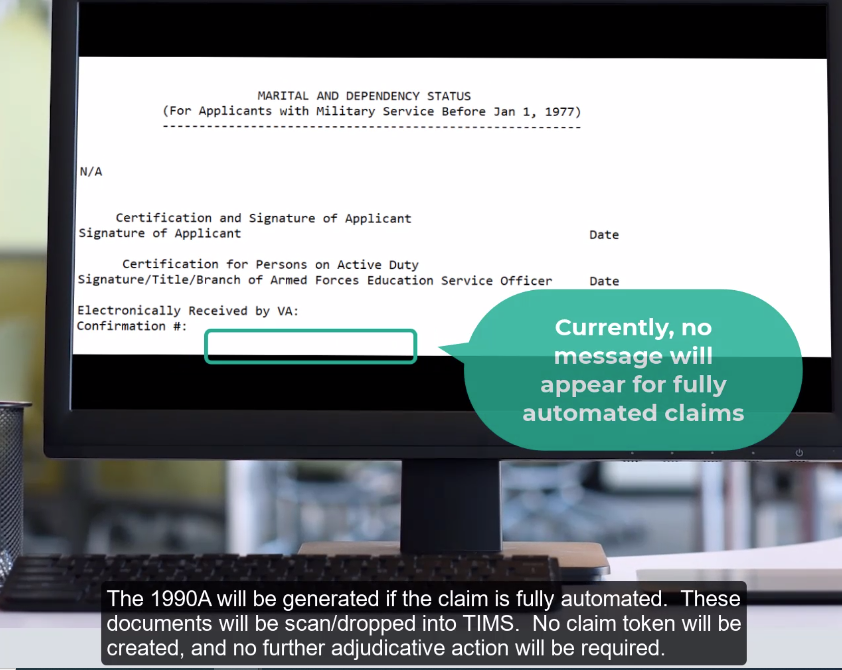 MARITAL AND DEPENDENCY STATUS
(For Applicants with Military Service Before Jan 1, 1977)
---------------------------------------------------------
N/A
Certification and Signature of Applicant
Signature of Applicant Date
Certification for Persons on Active Duty
Signature/Title/Branch of Armed Forces Education Service Officer Date
Electronically Received by VA:
Confirmation #:
Currently, no
message will
appear for fully
automated claims
The 1990A will be generated if the claim is fully automated.  These
documents will be scan/dropped into TIMS.  No claim token will be
created, and no further adjudicative action will be required.